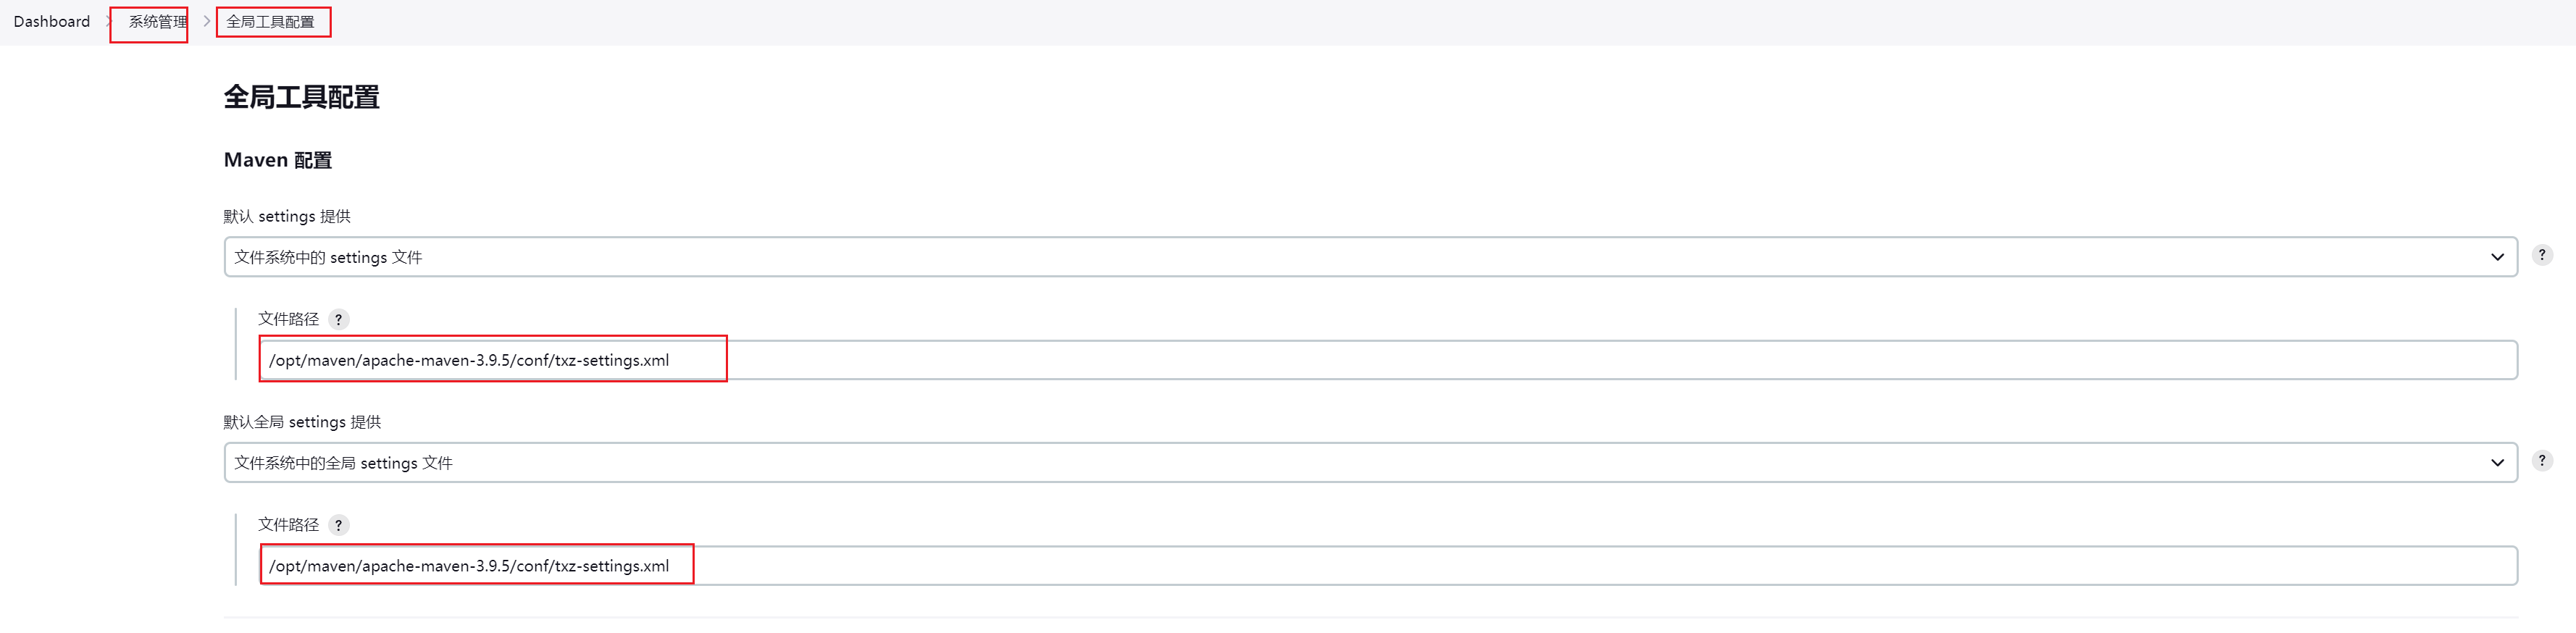 Dashboard 系统管理 全局工具配置
全局工具配置
Maven 配置
默认 settings 提供
文件系统中的 settings 文件
?
文件路径 ?
/opt/maven/apache-maven-3.9.5/conf/txz-settings.xml
默认全局 settings 提供
文件系统中的全局 settings 文件
?
文件路径 ?
/opt/maven/apache-maven-3.9.5/conf/txz-settings.xml